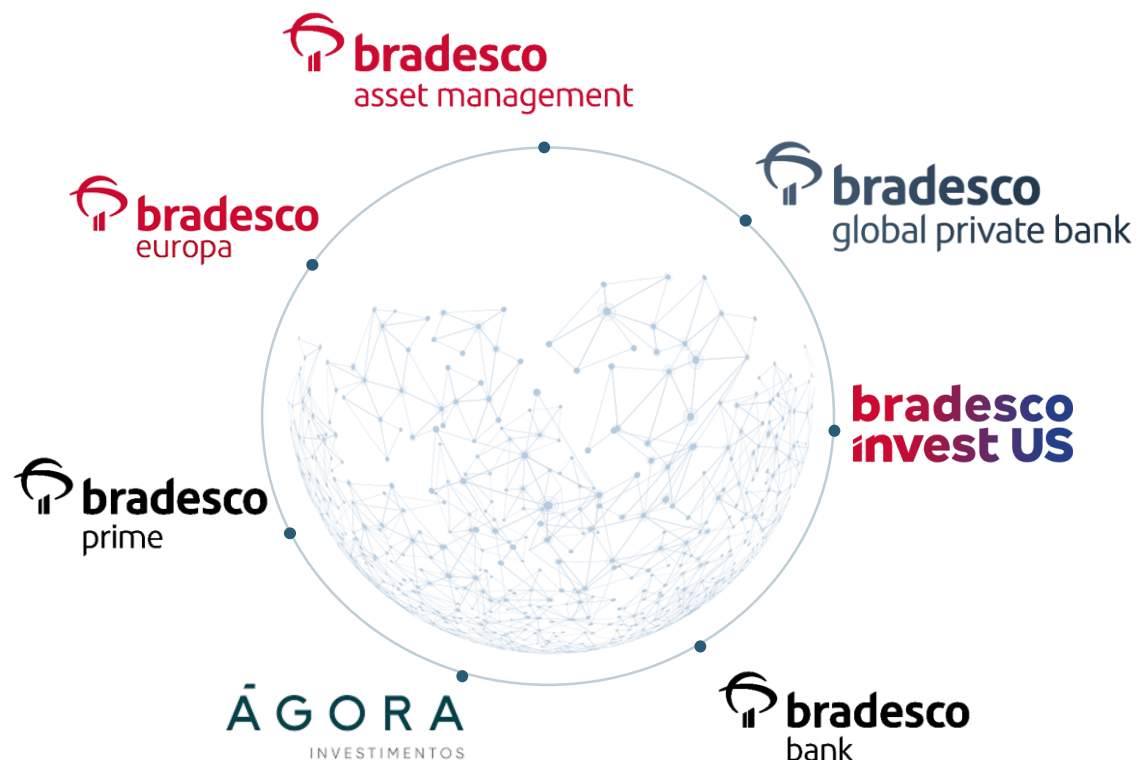 bradesco
asset management
bradesco
global private bank
bradesco
europa
bradesco
invest US
bradesco
prime
ÁGORA
INVESTIMENTOS
bradesco
bank